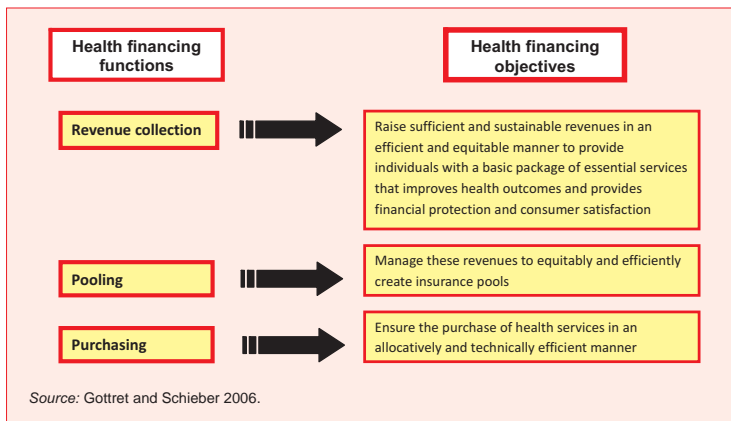 Health financing
functions
Health financing
objectives
Revenue collection
Raise sufficient and sustainable revenues in an
efficient and equitable manner to provide
individuals with a basic package of essential services
that improves health outcomes and provides
financial protection and consumer satisfaction
Pooling
Manage these revenues to equitably and efficiently
create insurance pools
Purchasing
Ensure the purchase of health services in an
allocatively and technically efficient manner
Source: Gottret and Schieber 2006.